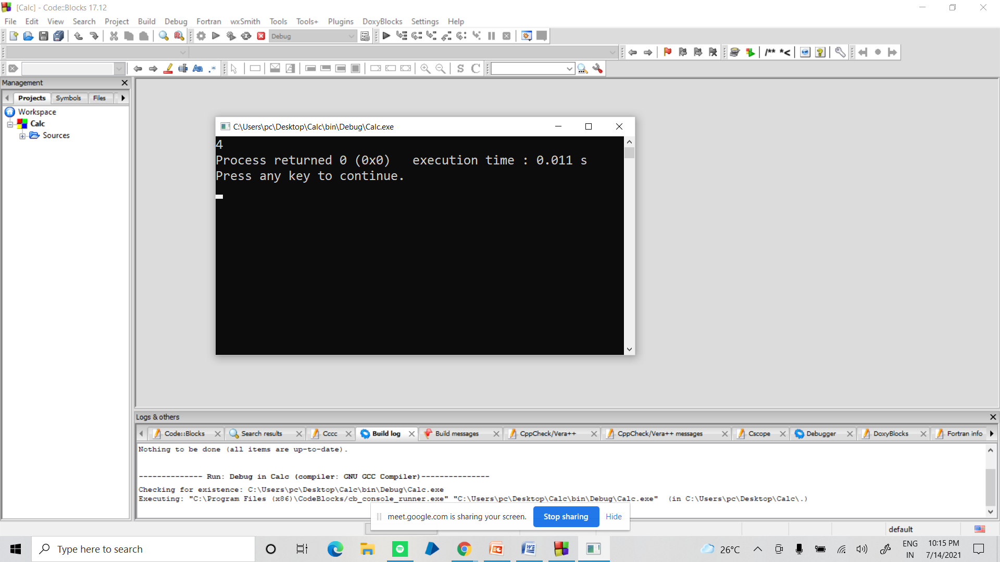 [Calc] - Code::Blocks 17.12
File Edit View Search Project Build Debug Fortran wxSmith Tools Tools+ Plugins DoxyBlocks Settings Help
Debug
/** *<
S C
Management
Projects Symbols Files
Workspace
Calc
Sources
C:\Users\pc\Desktop\Calc\bin\Debug\Calc.exe
4
Process returned 0 (0x0)   execution time : 0.011 s
Press any key to continue.
Logs & others
Code::Blocks Search results Cccc Build log Build messages CppCheck/Vera++ CppCheck/Vera++ messages Cscope Debugger DoxyBlocks Fortran info
Nothing to be done (all items are up-to-date).
-------------- Run: Debug in Calc (compiler: GNU GCC Compiler)---------------
Checking for existence: C:\Users\pc\Desktop\Calc\bin\Debug\Calc.exe
Executing: "C:\Program Files (x86)\CodeBlocks/cb_console_runner.exe" "C:\Users\pc\Desktop\Calc\bin\Debug\Calc.exe"  (in C:\Users\pc\Desktop\Calc\.)
meet.google.com is sharing your screen. Stop sharing Hide
default
Type here to search
26°C
ENG
IN
10:15 PM
7/14/2021